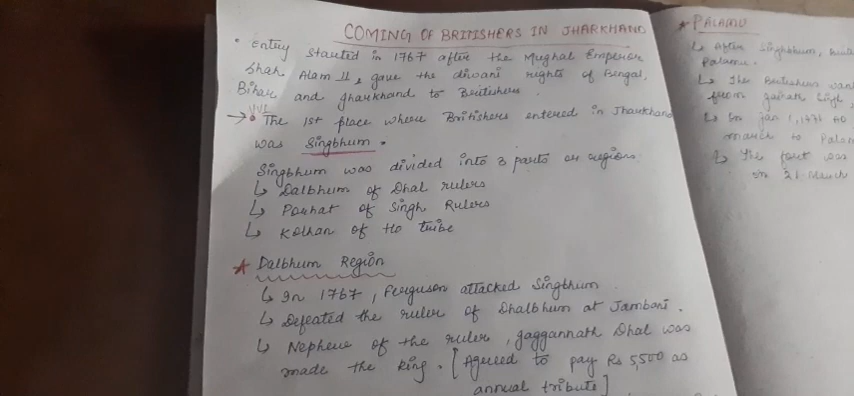 COMING OF BRITISHERS IN JHARKHAND
• Entry started in 1767 after the Mughal Emperor
Shah Alam II, gave the diwani rights of Bengal,
Bihar and Jharkhand to Britishers.
VVI
→ • The 1st place where Britishers entered in Jharkhand
was Singbhum.
Singbhum was divided into 3 parts or regions
↳ Dalbhum of Dhal rulers
↳ Porhat of Singh Rulers
↳ Kolhan of Ho tribe
★ Dalbhum Region
↳ In 1767, Ferguson attacked Singbhum
↳ Defeated the ruler of Dhalbhum at Jambani.
↳ Nephew of the ruler, Jaggannath Dhal was
made the king. [Agreed to pay Rs 5,500 as
annual tribute]
★ PALAMU
↳ After Singhbhum,
Palamu.
↳ The Britishers
from
↳ On Jan 1,
march to Palam
↳ The fort was
in 21 March